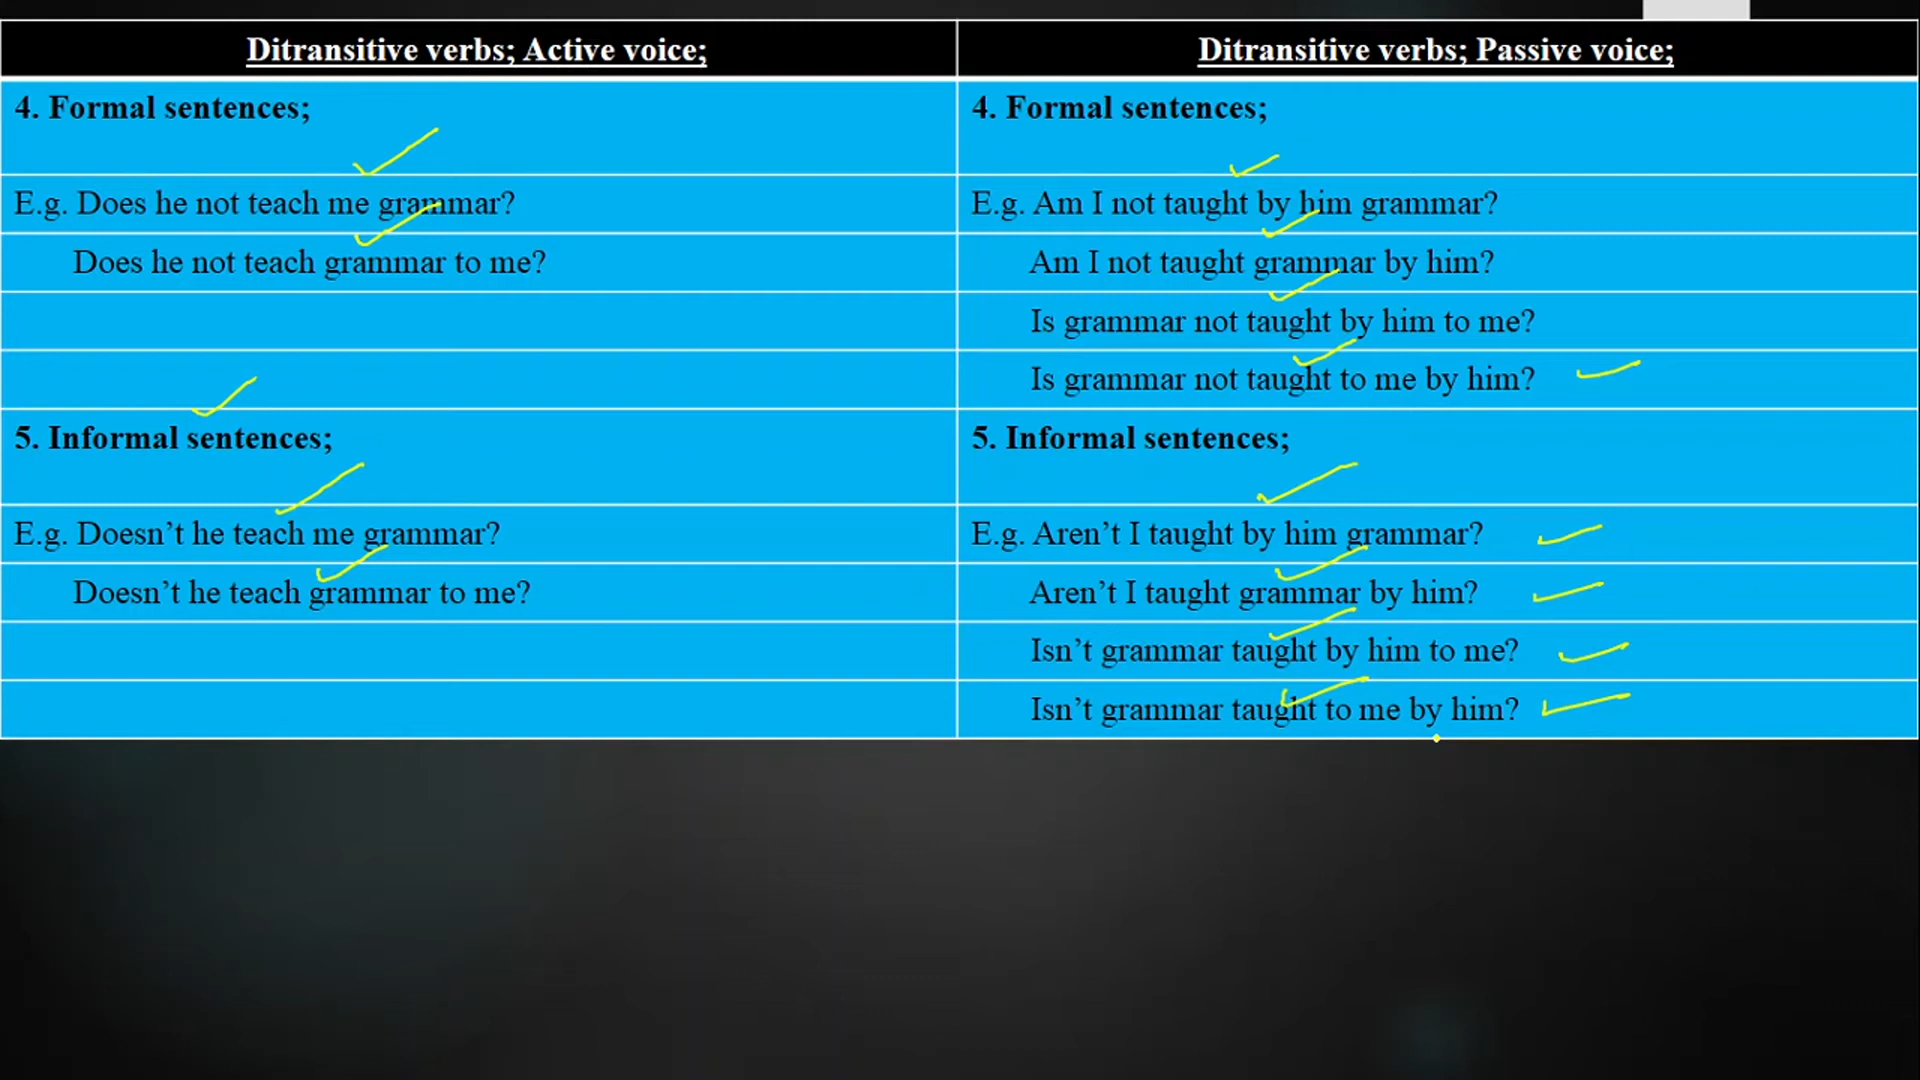 Ditransitive verbs; Active voice;
Ditransitive verbs; Passive voice;
4. Formal sentences;
4. Formal sentences;
E.g. Does he not teach me grammar?
E.g. Am I not taught by him grammar?
Does he not teach grammar to me?
Am I not taught grammar by him?
Is grammar not taught by him to me?
Is grammar not taught to me by him?
5. Informal sentences;
5. Informal sentences;
E.g. Doesn’t he teach me grammar?
E.g. Aren’t I taught by him grammar?
Doesn’t he teach grammar to me?
Aren’t I taught grammar by him?
Isn’t grammar taught by him to me?
Isn’t grammar taught to me by him?